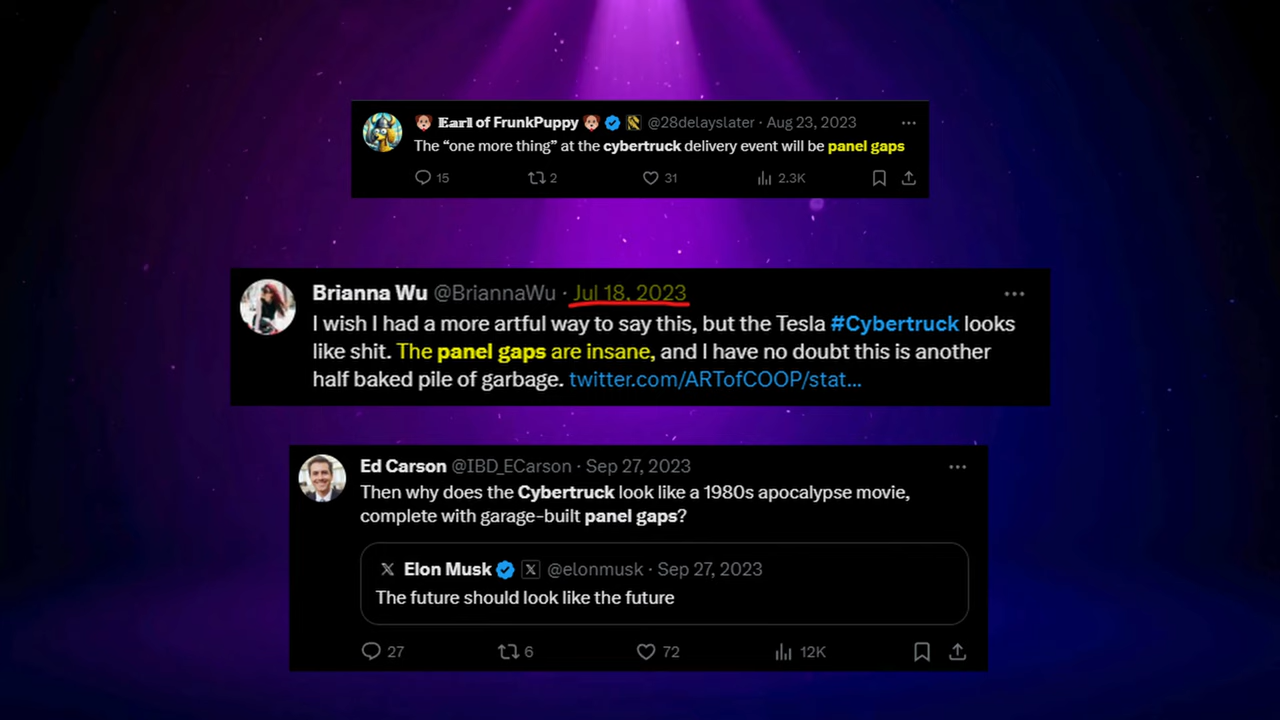 𝔼𝕒𝕣𝕝 of FrunkPuppy @28delayslater · Aug 23, 2023
The “one more thing” at the cybertruck delivery event will be panel gaps
15 2 31 2.3K
Brianna Wu @BriannaWu · Jul 18, 2023
I wish I had a more artful way to say this, but the Tesla #Cybertruck looks
like shit. The panel gaps are insane, and I have no doubt this is another
half baked pile of garbage. twitter.com/ARTofCOOP/stat...
Ed Carson @IBD_ECarson · Sep 27, 2023
Then why does the Cybertruck look like a 1980s apocalypse movie,
complete with garage-built panel gaps?
Elon Musk @elonmusk · Sep 27, 2023
The future should look like the future
27 6 72 12K